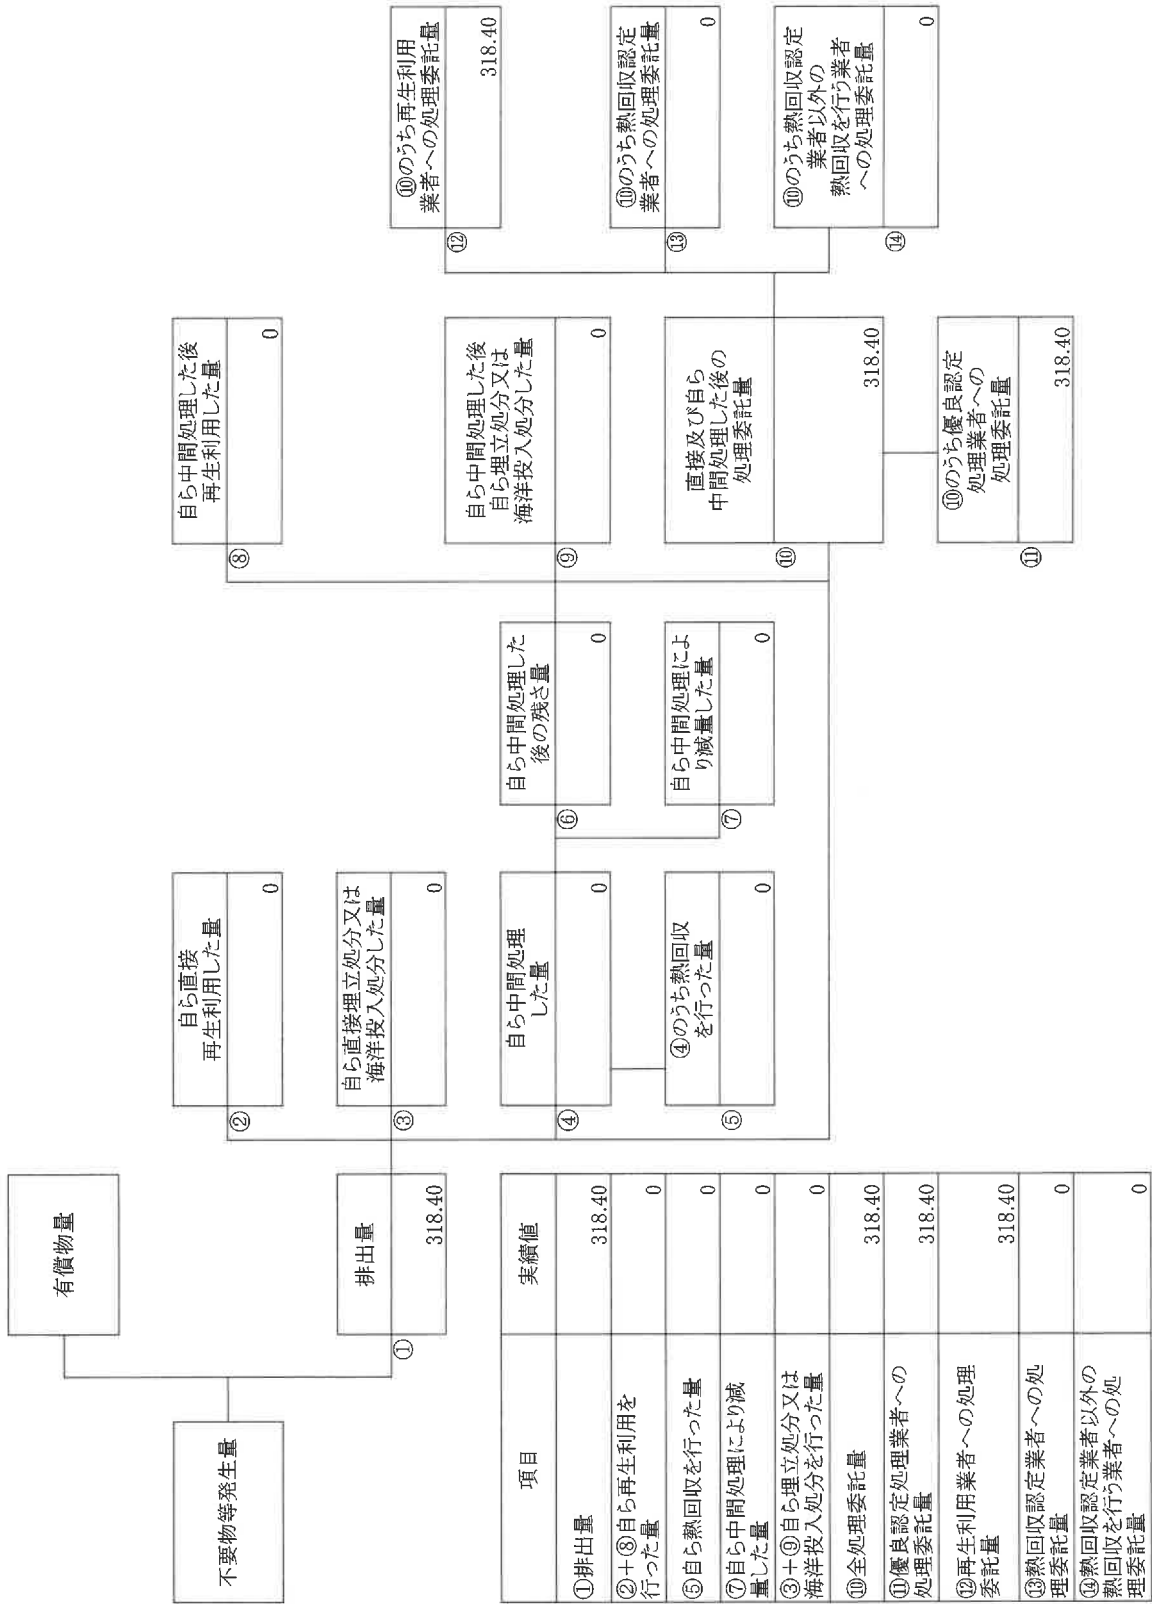 不要物等発生量
有償物量
排出量
①
318.40
自ら直接
再生利用した量
②
0
自ら直接埋立処分又は
海洋投入処分した量
③
0
自ら中間処理
した量
④
0
④のうち熱回収
を行った量
⑤
0
自ら中間処理した
後の残さ量
⑥
0
自ら中間処理によ
り減量した量
⑦
0
自ら中間処理した後
再生利用した量
⑧
0
自ら中間処理した後
自ら埋立処分又は
海洋投入処分した量
⑨
0
直接及び自ら
中間処理した後の
処理委託量
⑩
318.40
⑩のうち優良認定
処理業者への
処理委託量
⑪
318.40
⑩のうち再生利用
業者への処理委託量
⑫
318.40
⑩のうち熱回収認定
業者への処理委託量
⑬
0
⑩のうち熱回収認定
業者以外の
熱回収を行う業者
への処理委託量
⑭
0
項目 実績値
①排出量 318.40
②+⑧自ら再生利用を
行った量 0
⑤自ら熱回収を行った量 0
⑦自ら中間処理により減
量した量 0
③+⑨自ら埋立処分又は
海洋投入処分を行った量 0
⑩全処理委託量 318.40
⑪優良認定処理業者への
処理委託量 318.40
⑫再生利用業者への処理
委託量 318.40
⑬熱回収認定業者への処
理委託量 0
⑭熱回収認定業者以外の
熱回収を行う業者への処
理委託量 0